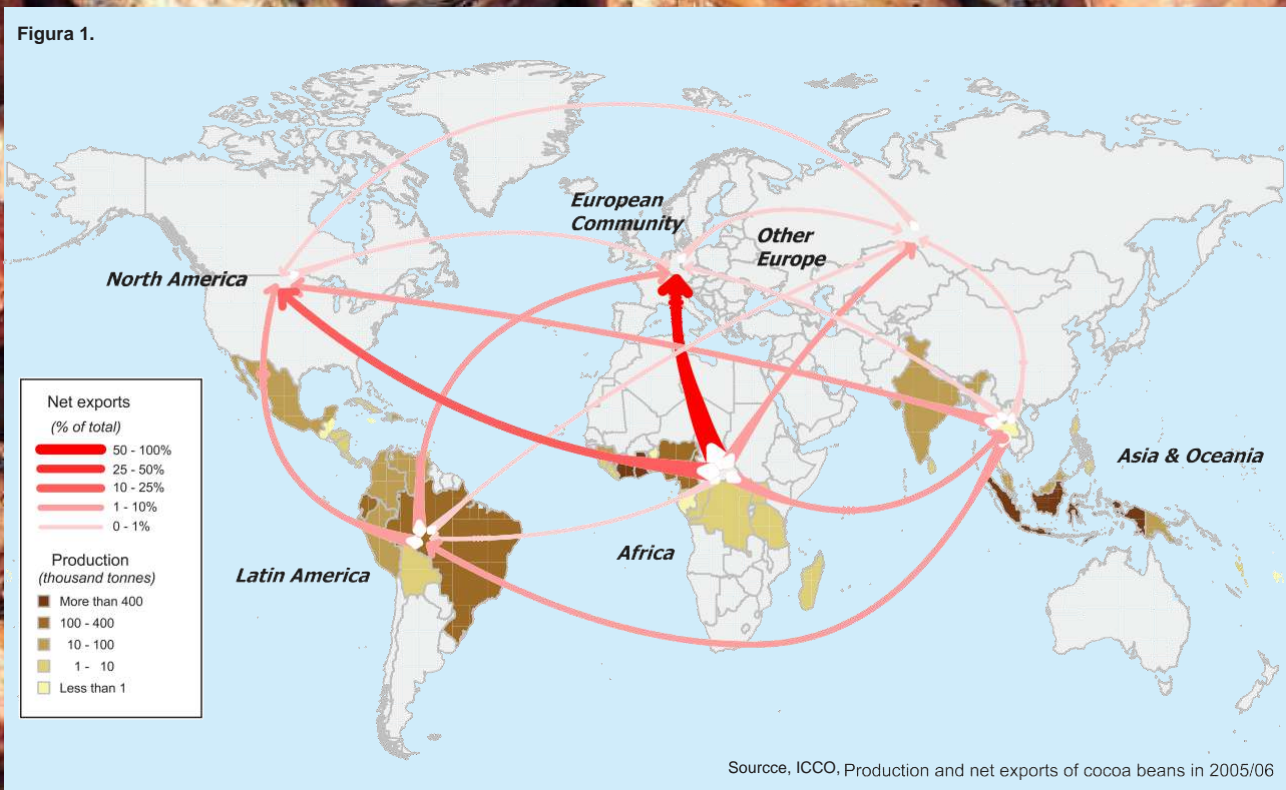 Figura 1.
European
Community
Other
Europe
North America
Asia & Oceania
Africa
Latin America
Net exports
(% of total)
50 - 100%
25 - 50%
10 - 25%
1 - 10%
0 - 1%
Production
(thousand tonnes)
More than 400
100 - 400
10 - 100
1 - 10
Less than 1
Sourcce, ICCO, Production and net exports of cocoa beans in 2005/06